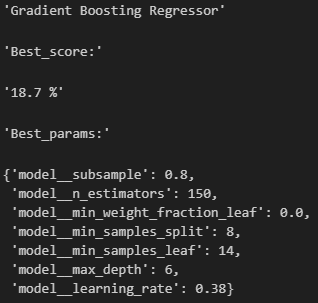 'Gradient Boosting Regressor'
'Best_score:'
'18.7 %'
'Best_params:'
{'model__subsample': 0.8,
'model__n_estimators': 150,
'model__min_weight_fraction_leaf': 0.0,
'model__min_samples_split': 8,
'model__min_samples_leaf': 14,
'model__max_depth': 6,
'model__learning_rate': 0.38}